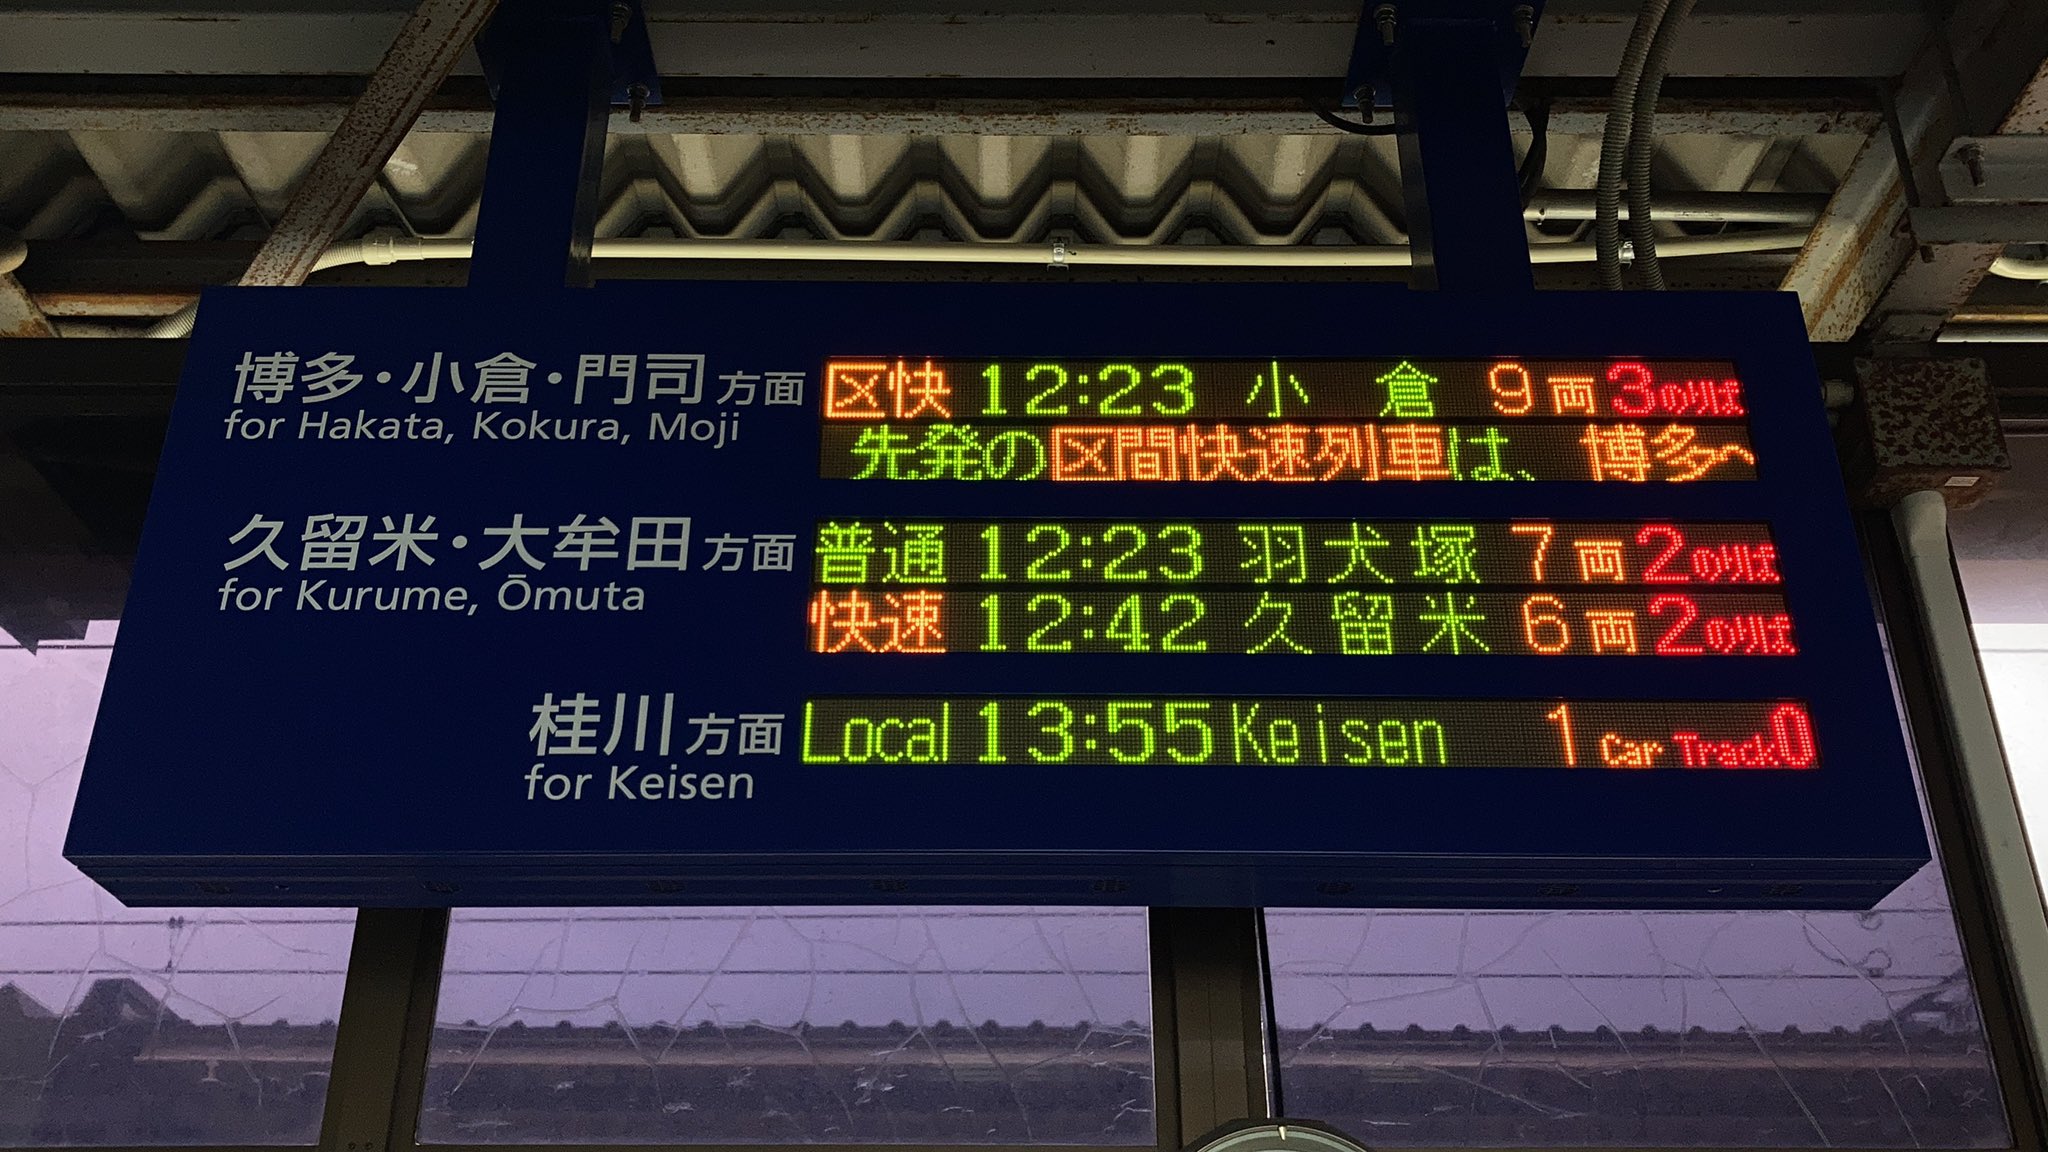 博多・小倉・門司方面
for Hakata, Kokura, Moji
区快 12:23 小倉 9両 3のりば
先発の区間快速列車は、 博多へ
久留米・大牟田方面
for Kurume, Ōmuta
普通 12:23 羽犬塚 7両 2のりば
快速 12:42 久留米 6両 2のりば
桂川方面
for Keisen
Local 13:55 Keisen 1 Car Track0